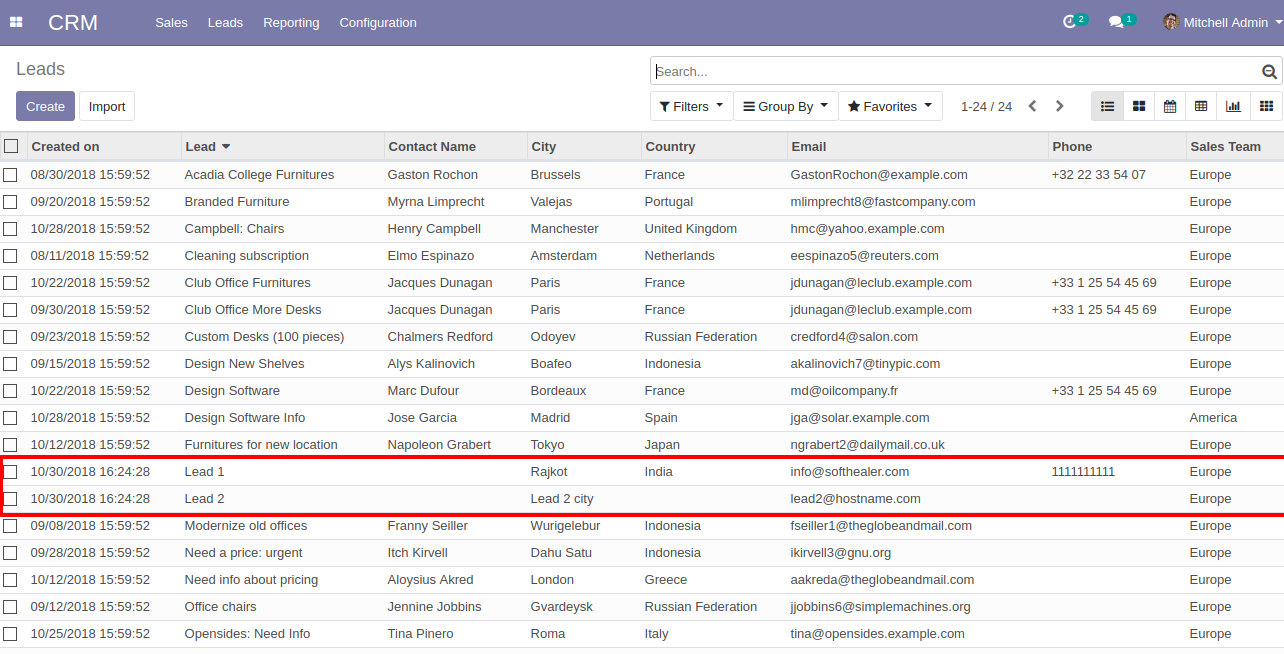 CRM Sales Leads Reporting Configuration 2 1 Mitchell Admin
Leads Search...
Create Import Filters Group By Favorites 1-24 / 24
Created on Lead Contact Name City Country Email Phone Sales Team
08/30/2018 15:59:52 Acadia College Furnitures Gaston Rochon Brussels France GastonRochon@example.com +32 22 33 54 07 Europe
09/20/2018 15:59:52 Branded Furniture Myrna Limprecht Valejas Portugal mlimprecht8@fastcompany.com Europe
10/28/2018 15:59:52 Campbell: Chairs Henry Campbell Manchester United Kingdom hmc@yahoo.example.com Europe
08/11/2018 15:59:52 Cleaning subscription Elmo Espinazo Amsterdam Netherlands eespinazo5@reuters.com Europe
10/22/2018 15:59:52 Club Office Furnitures Jacques Dunagan Paris France jdunagan@leclub.example.com +33 1 25 54 45 69 Europe
09/30/2018 15:59:52 Club Office More Desks Jacques Dunagan Paris France jdunagan@leclub.example.com +33 1 25 54 45 69 Europe
09/23/2018 15:59:52 Custom Desks (100 pieces) Chalmers Redford Odoyev Russian Federation credford4@salon.com Europe
09/15/2018 15:59:52 Design New Shelves Alys Kalinovich Boafeo Indonesia akalinovich7@tinypic.com Europe
10/22/2018 15:59:52 Design Software Marc Dufour Bordeaux France md@oilcompany.fr +33 1 25 54 45 69 Europe
10/28/2018 15:59:52 Design Software Info Jose Garcia Madrid Spain jga@solar.example.com America
10/12/2018 15:59:52 Furnitures for new location Napoleon Grabert Tokyo Japan ngrabert2@dailymail.co.uk Europe
10/30/2018 16:24:28 Lead 1 Rajkot India info@softhealer.com 1111111111 Europe
10/30/2018 16:24:28 Lead 2 Lead 2 city lead2@hostname.com Europe
09/08/2018 15:59:52 Modernize old offices Franny Seiller Wurigelebur Indonesia fseiller1@theglobeandmail.com Europe
09/28/2018 15:59:52 Need a price: urgent Itch Kirvell Dahu Satu Indonesia ikirvell3@gnu.org Europe
10/12/2018 15:59:52 Need info about pricing Aloysius Akred London Greece aakreda@theglobeandmail.com Europe
09/12/2018 15:59:52 Office chairs Jennine Jobbins Gvardeysk Russian Federation jjobbins6@simplemachines.org Europe
10/25/2018 15:59:52 Opensides: Need Info Tina Pinero Roma Italy tina@opensides.example.com Europe